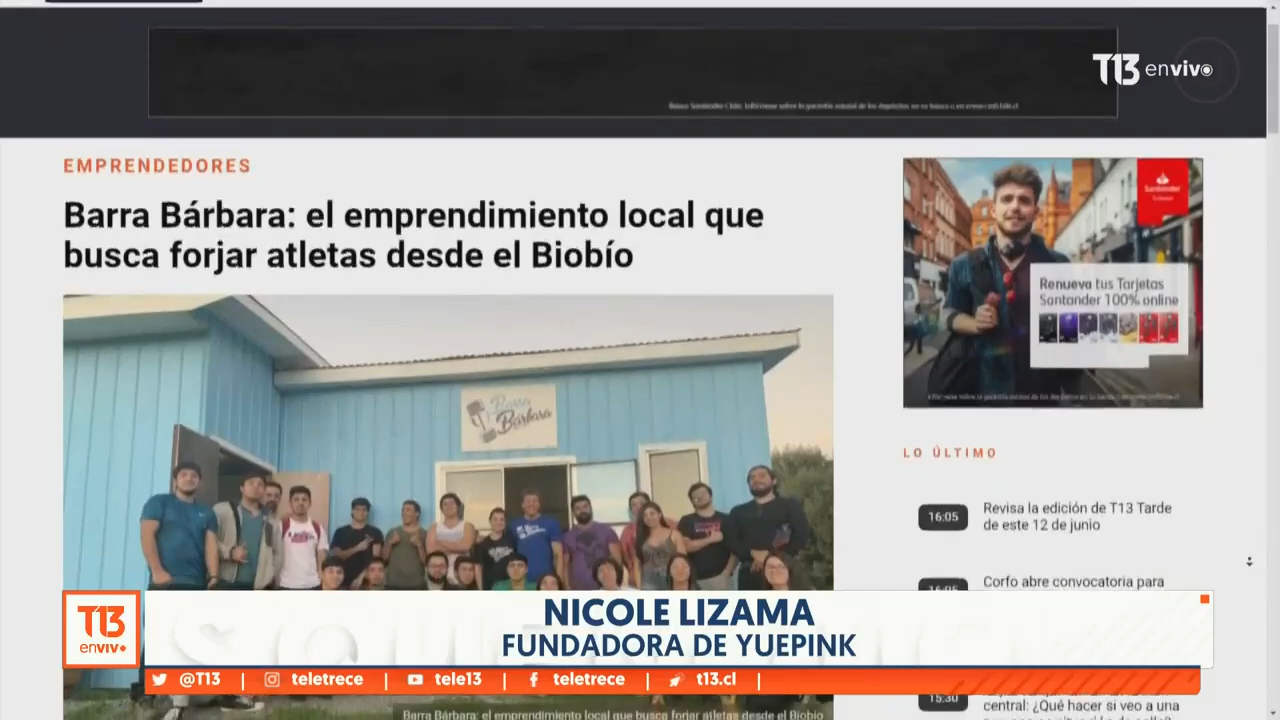 T13 envivo
EMPRENDEDORES
Barra Bárbara: el emprendimiento local que
busca forjar atletas desde el Biobío
Santander
Renueva tus Tarjetas
Santander 100% online
Barra
Bárbara
LO ÚLTIMO
16:05
Revisa la edición de T13 Tarde
de este 12 de junio
Corfo abre convocatoria para
NICOLE LIZAMA
FUNDADORA DE YUEPINK
T13
envivo
@T13 | teletrece | tele13 | teletrece | t13.cl |
15:30
central: ¿Qué hacer si veo a una
Barra Bárbara: el emprendimiento local que busca forjar atletas desde el Biobío